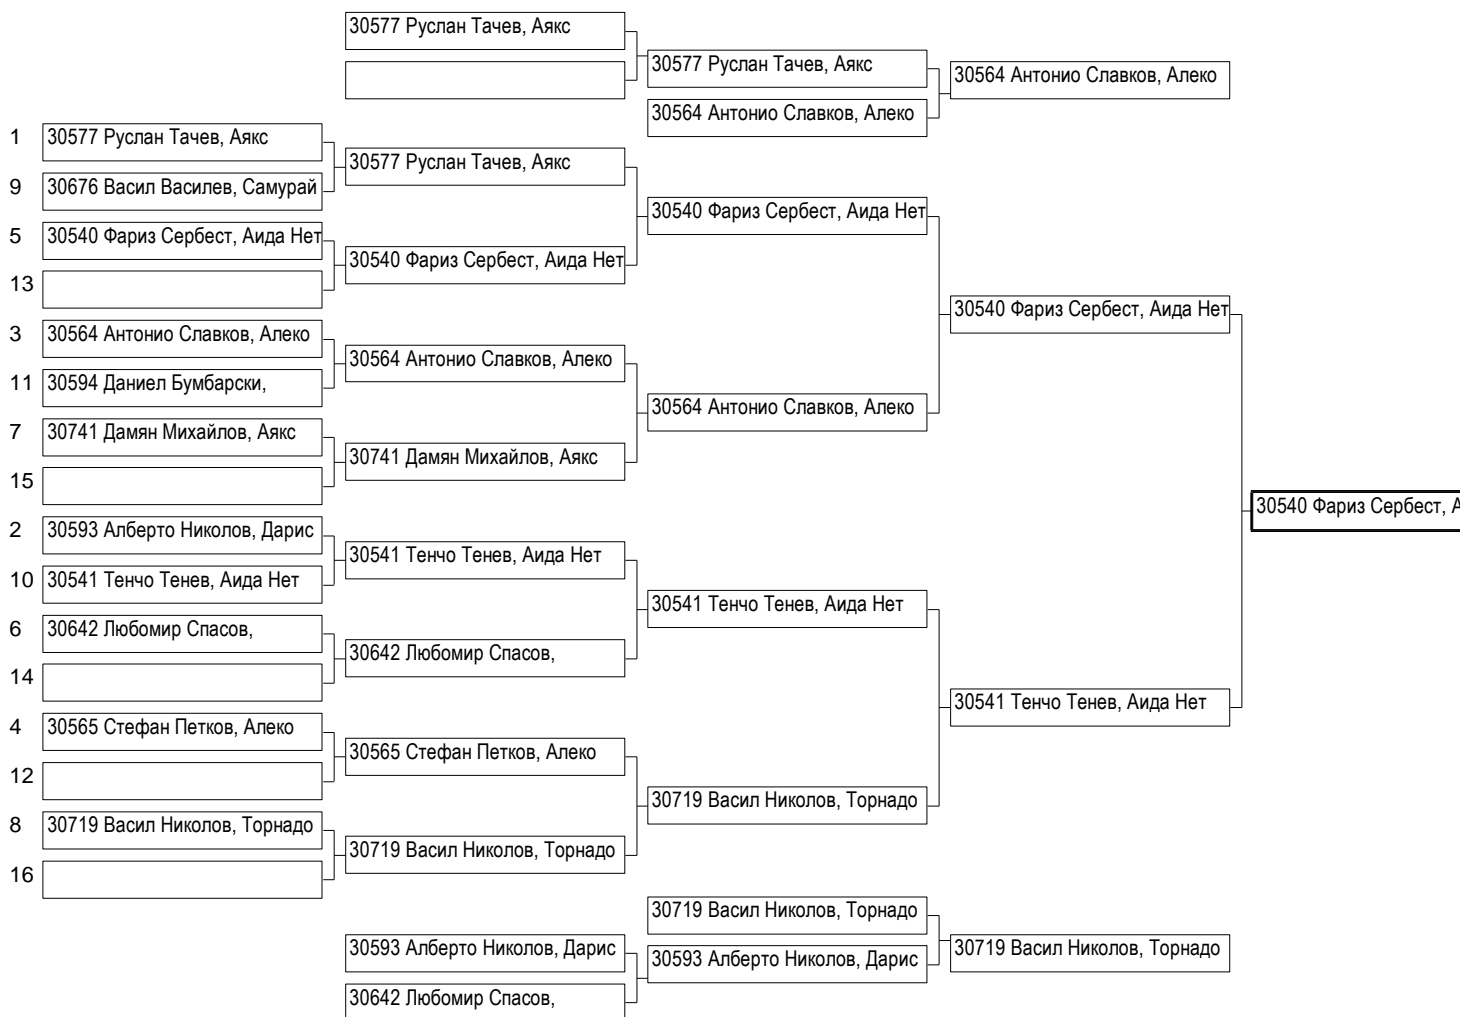 30577 Руслан Тачев, Аякс
30577 Руслан Тачев, Аякс
30564 Антонио Славков, Алеко
30564 Антонио Славков, Алеко
1 30577 Руслан Тачев, Аякс
9 30676 Васил Василев, Самурай
5 30540 Фариз Сербест, Аида Нет
13
3 30564 Антонио Славков, Алеко
11 30594 Даниел Бумбарски,
7 30741 Дамян Михайлов, Аякс
15
2 30593 Алберто Николов, Дарис
10 30541 Тенчо Тенев, Аида Нет
6 30642 Любомир Спасов,
14
4 30565 Стефан Петков, Алеко
12
8 30719 Васил Николов, Торнадо
16
30577 Руслан Тачев, Аякс
30540 Фариз Сербест, Аида Нет
30564 Антонио Славков, Алеко
30741 Дамян Михайлов, Аякс
30541 Тенчо Тенев, Аида Нет
30642 Любомир Спасов,
30565 Стефан Петков, Алеко
30719 Васил Николов, Торнадо
30540 Фариз Сербест, Аида Нет
30564 Антонио Славков, Алеко
30541 Тенчо Тенев, Аида Нет
30719 Васил Николов, Торнадо
30540 Фариз Сербест, Аида Нет
30541 Тенчо Тенев, Аида Нет
30540 Фариз Сербест, А
30719 Васил Николов, Торнадо
30593 Алберто Николов, Дарис
30593 Алберто Николов, Дарис
30719 Васил Николов, Торнадо
30642 Любомир Спасов,